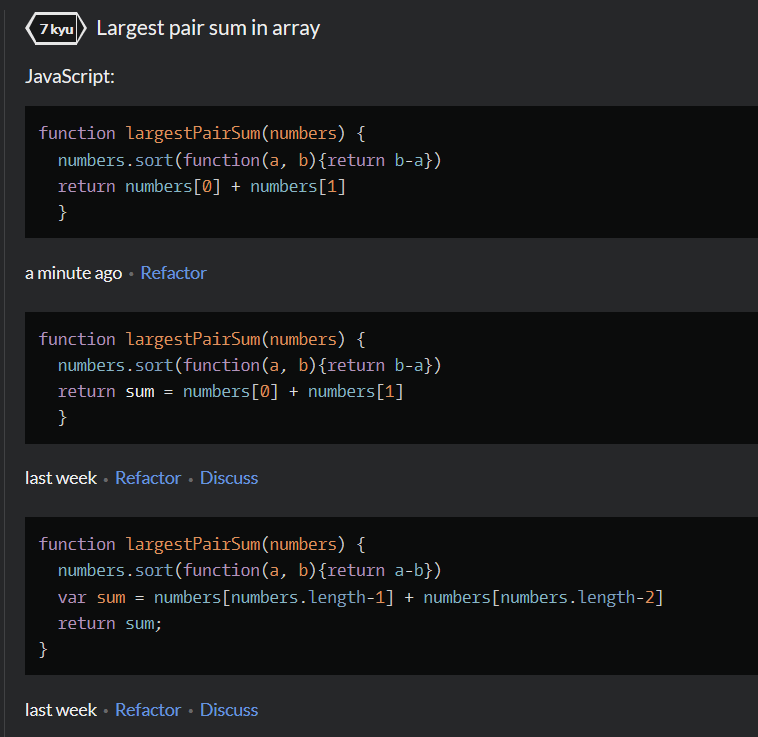 7 kyu Largest pair sum in array
JavaScript:
function largestPairSum(numbers) {
  numbers.sort(function(a, b){return b-a})
  return numbers[0] + numbers[1]
  }
a minute ago • Refactor
function largestPairSum(numbers) {
  numbers.sort(function(a, b){return b-a})
  return sum = numbers[0] + numbers[1]
  }
last week • Refactor • Discuss
function largestPairSum(numbers) {
  numbers.sort(function(a, b){return a-b})
  var sum = numbers[numbers.length-1] + numbers[numbers.length-2]
  return sum;
}
last week • Refactor • Discuss